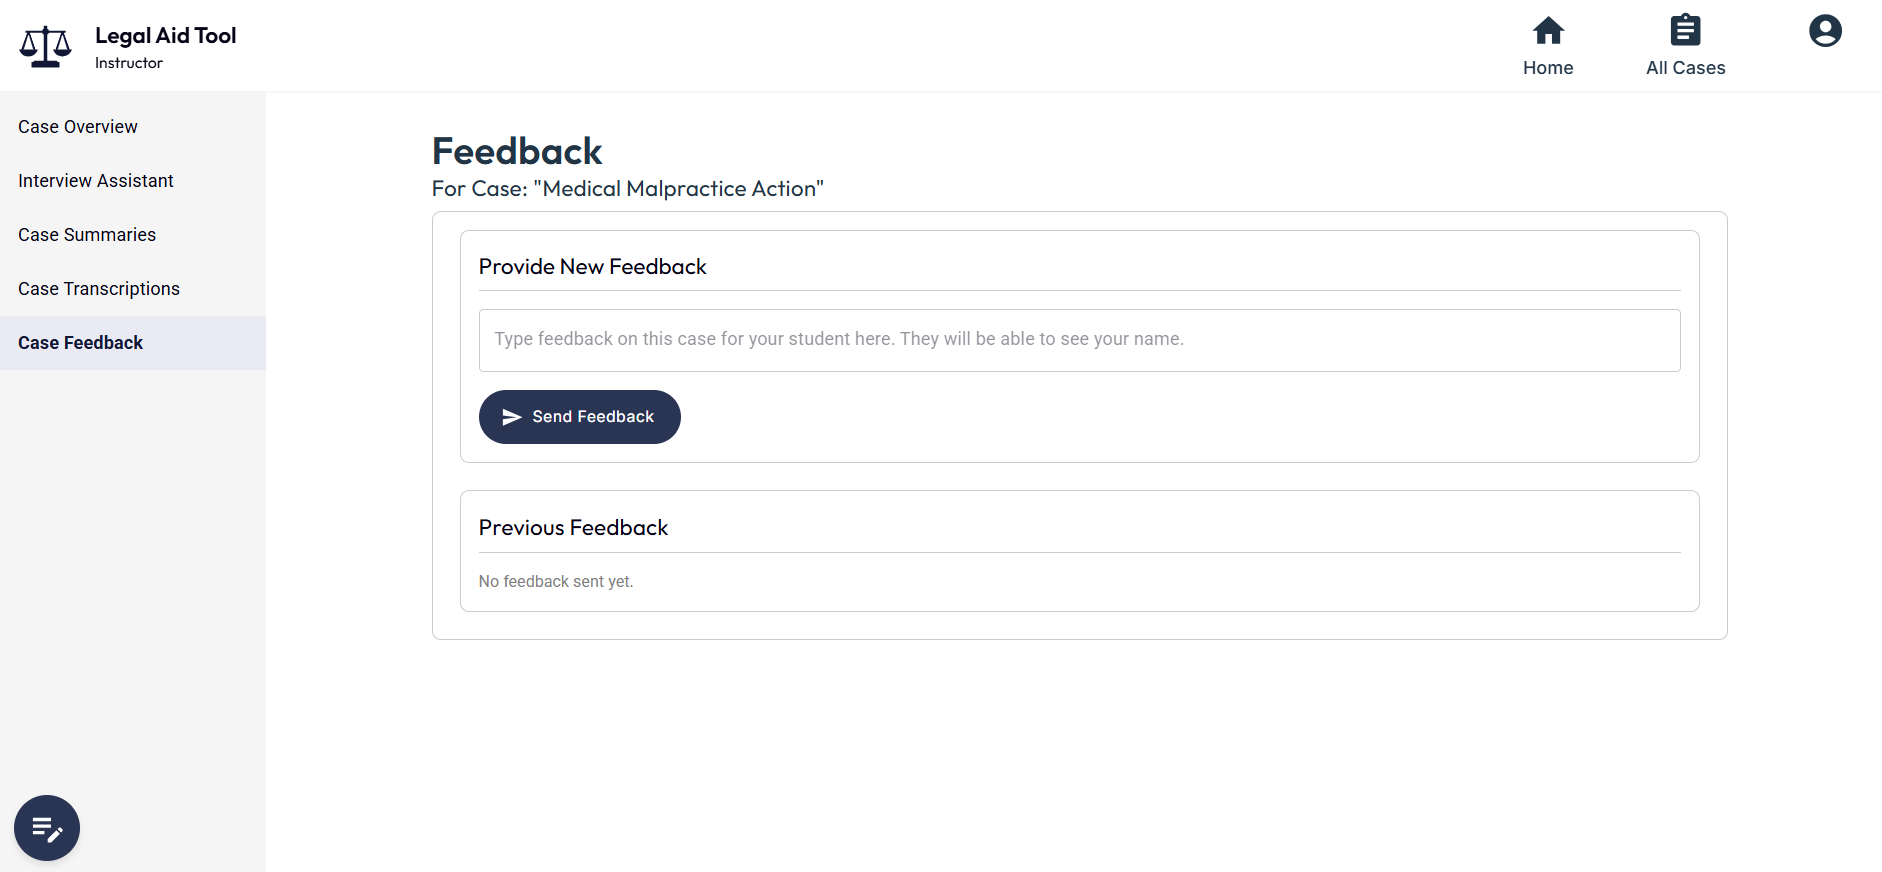 Legal Aid Tool
Instructor
Home
All Cases
Case Overview
Interview Assistant
Case Summaries
Case Transcriptions
Case Feedback
Feedback
For Case: "Medical Malpractice Action"
Provide New Feedback
Type feedback on this case for your student here. They will be able to see your name.
Send Feedback
Previous Feedback
No feedback sent yet.